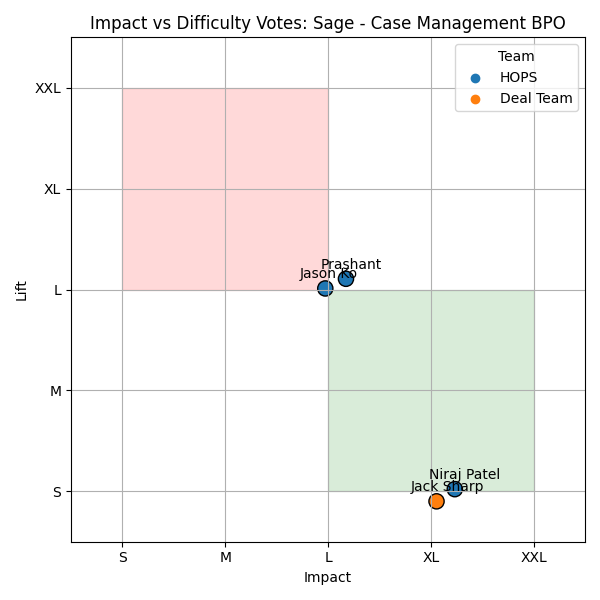 Impact vs Difficulty Votes: Sage - Case Management BPO
Team
HOPS
Deal Team
XXL
XL
L
M
S
Lift
Prashant
Jason Ko
Niraj Patel
Jack Sharp
S
M
L
XL
XXL
Impact